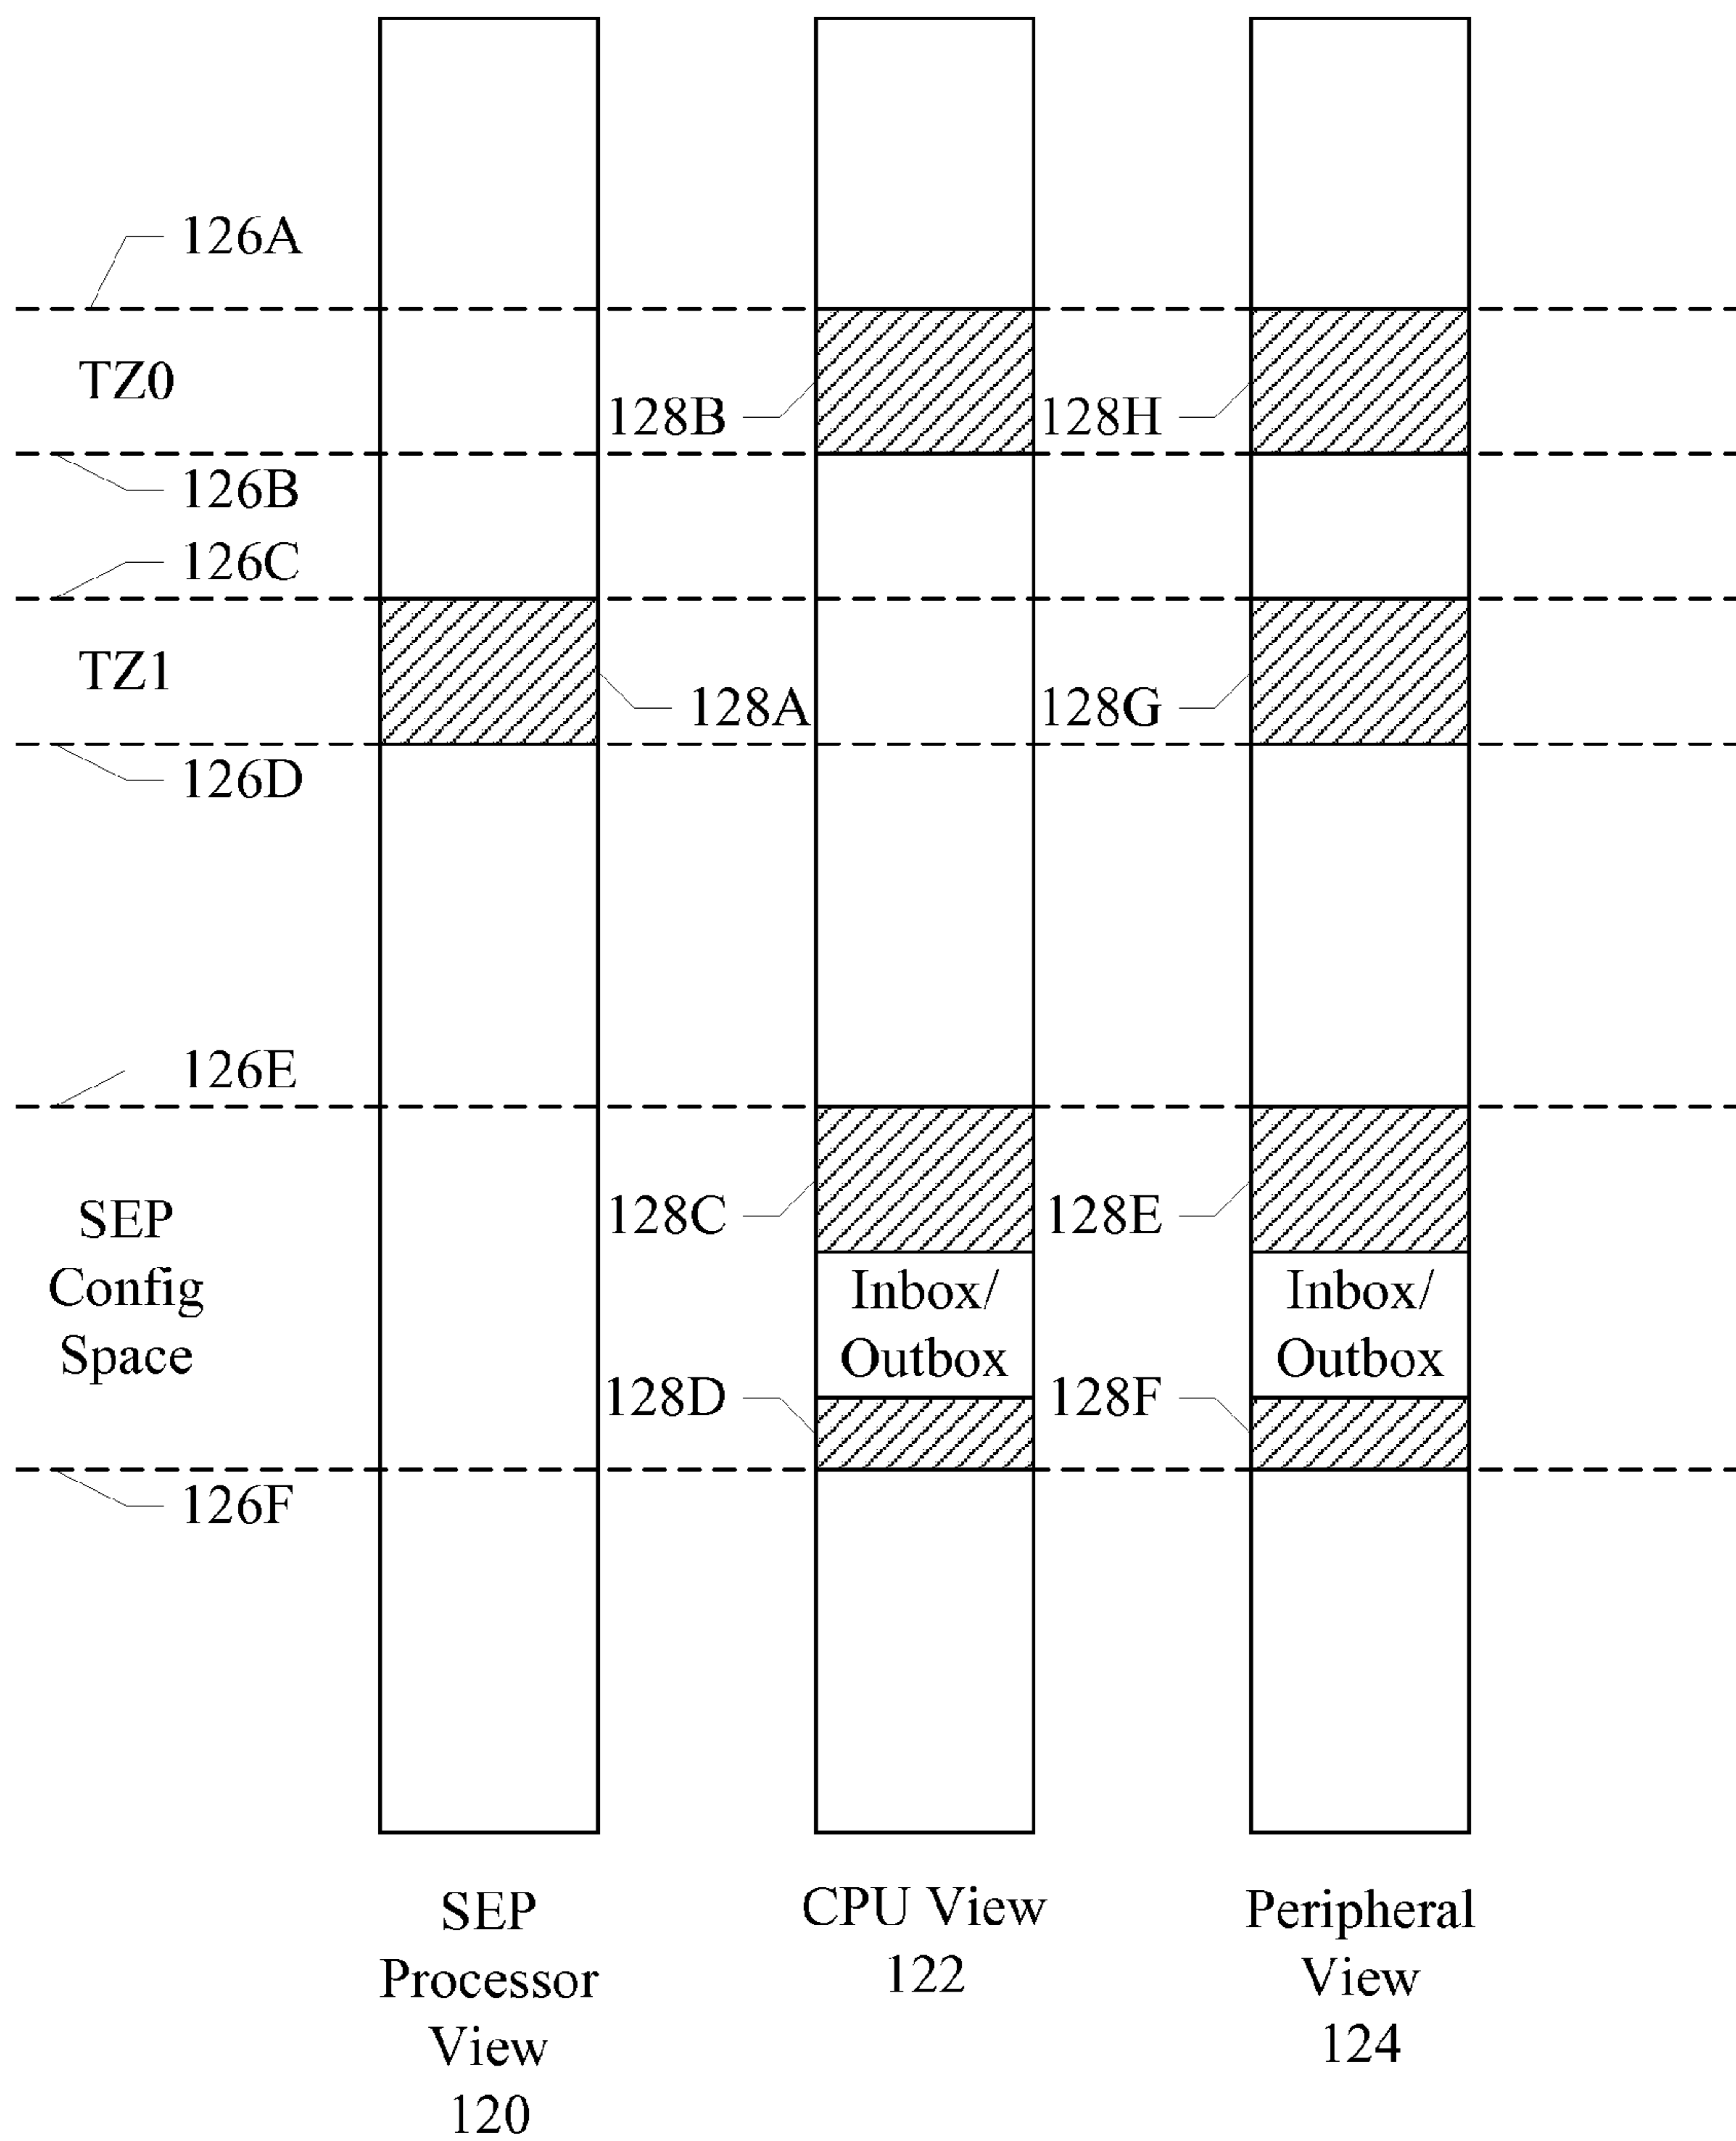 126A
TZ0
128B
128H
126B
126C
TZ1
128A
128G
126D
126E
SEP
Config
Space
128C
128E
Inbox/
Outbox
Inbox/
Outbox
128D
128F
126F
SEP
Processor
View
120
CPU View
122
Peripheral
View
124